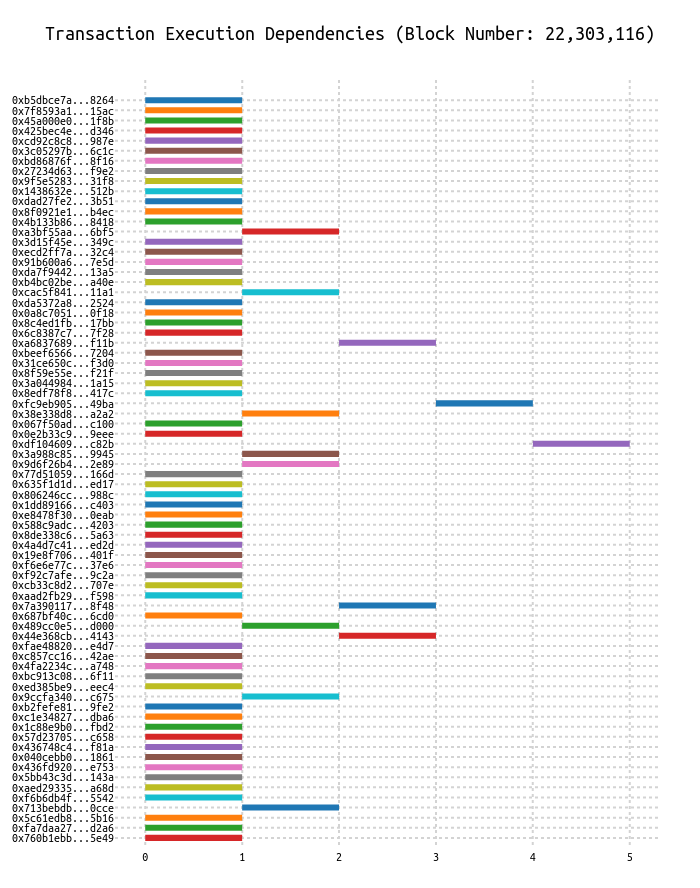 Transaction Execution Dependencies (Block Number: 22,303,116)
0xb5dbce7a...8264
0x7f8593a1...15ac
0x45a000e0...1f8b
0x425bec4e...d346
0xcd92c8c8...987e
0x3c05297b...6c1c
0xbd86876f...8f16
0x27234d63...f9e2
0x9f5e5283...31f8
0x1438632e...512b
0xdad27fe2...3b51
0x8f0921e1...b4ec
0x4b133b86...8418
0xa3bf55aa...6bf5
0x3d15f45e...349c
0xecd2ff7a...32c4
0x91b600a6...7e5d
0xda7f9442...13a5
0xb4bc02be...a40e
0xcac5f841...11a1
0xda5372a8...2524
0x0a8c7051...0f18
0x8c4ed1fb...17bb
0x6c8387c7...7f28
0xa6837689...f11b
0xbeef6566...7204
0x31ce650c...f3d0
0x8f59e55e...f21f
0x3a044984...1a15
0x8edf78f8...417c
0xfc9eb905...49ba
0x38e338d8...a2a2
0x067f50ad...c100
0x0e2b33c9...9eee
0xdf104609...c82b
0x3a988c85...9945
0x9d6f26b4...2e89
0x77d51059...166d
0x635f1d1d...ed17
0x806246cc...988c
0x1dd89166...c403
0xe8478f30...0eab
0x588c9adc...4203
0x8de338c6...5a63
0x4a4d7c41...ed2d
0x19e8f706...401f
0xf6e6e77c...37e6
0xf92c7afe...9c2a
0xcb33c8d2...707e
0xaad2fb29...f598
0x7a390117...8f48
0x687bf40c...6cd0
0x489cc0e5...d000
0x44e368cb...4143
0xfae48820...e4d7
0xc857cc16...42ae
0x4fa2234c...a748
0xbc913c08...6f11
0xed385be9...eec4
0x9ccfa340...c675
0xb2fefe81...9fe2
0xc1e34827...dba6
0x1c88e9b0...fbd2
0x57d23705...c658
0x436748c4...f81a
0x040cebb0...1861
0x436fd920...e753
0x5bb43c3d...143a
0xaed29335...a68d
0xf6b6db4f...5542
0x713bebdb...0cce
0x5c61edb8...5b16
0xfa7daa27...d2a6
0x760b1ebb...5e49
0 1 2 3 4 5